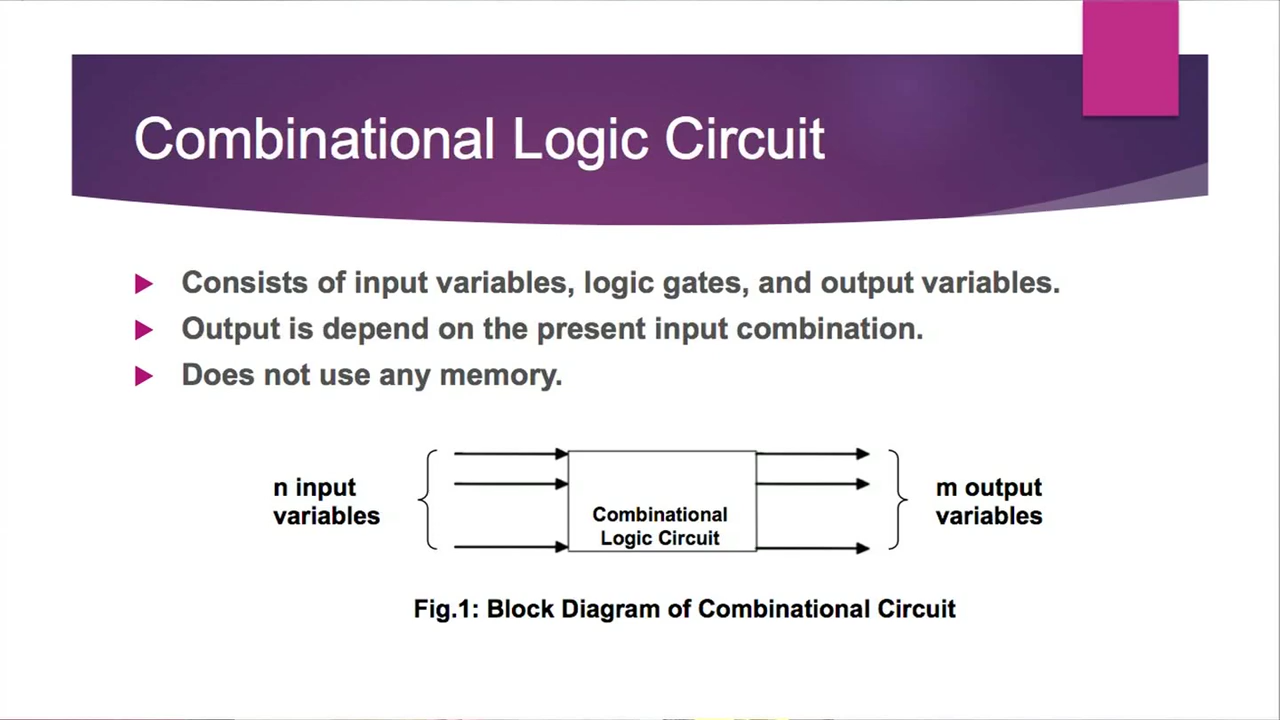 Combinational Logic Circuit
Consists of input variables, logic gates, and output variables.
Output is depend on the present input combination.
Does not use any memory.
n input
variables
Combinational
Logic Circuit
m output
variables
Fig.1: Block Diagram of Combinational Circuit